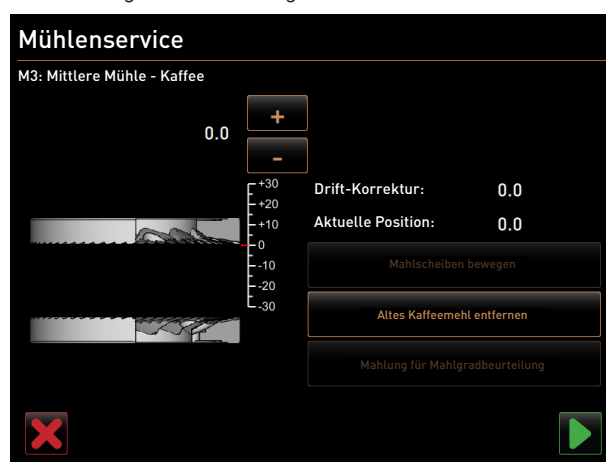 Mühlenservice
M3: Mittlere Mühle - Kaffee
0.0
+
-
+30
+20
+10
0
-10
-20
-30
Drift-Korrektur: 0.0
Aktuelle Position: 0.0
Mahlscheiben bewegen
Altes Kaffeemehl entfernen
Mahlung für Mahlgradbeurteilung